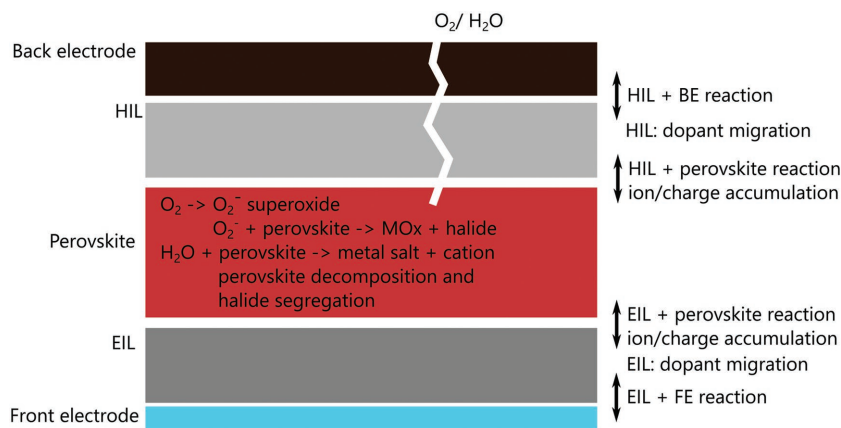 O₂/ H₂O
Back electrode
HIL + BE reaction
HIL
HIL: dopant migration
HIL + perovskite reaction
ion/charge accumulation
O₂ -> O₂⁻ superoxide
O₂⁻ + perovskite -> MOx + halide
Perovskite
H₂O + perovskite -> metal salt + cation
perovskite decomposition and
halide segregation
EIL + perovskite reaction
ion/charge accumulation
EIL
EIL: dopant migration
EIL + FE reaction
Front electrode